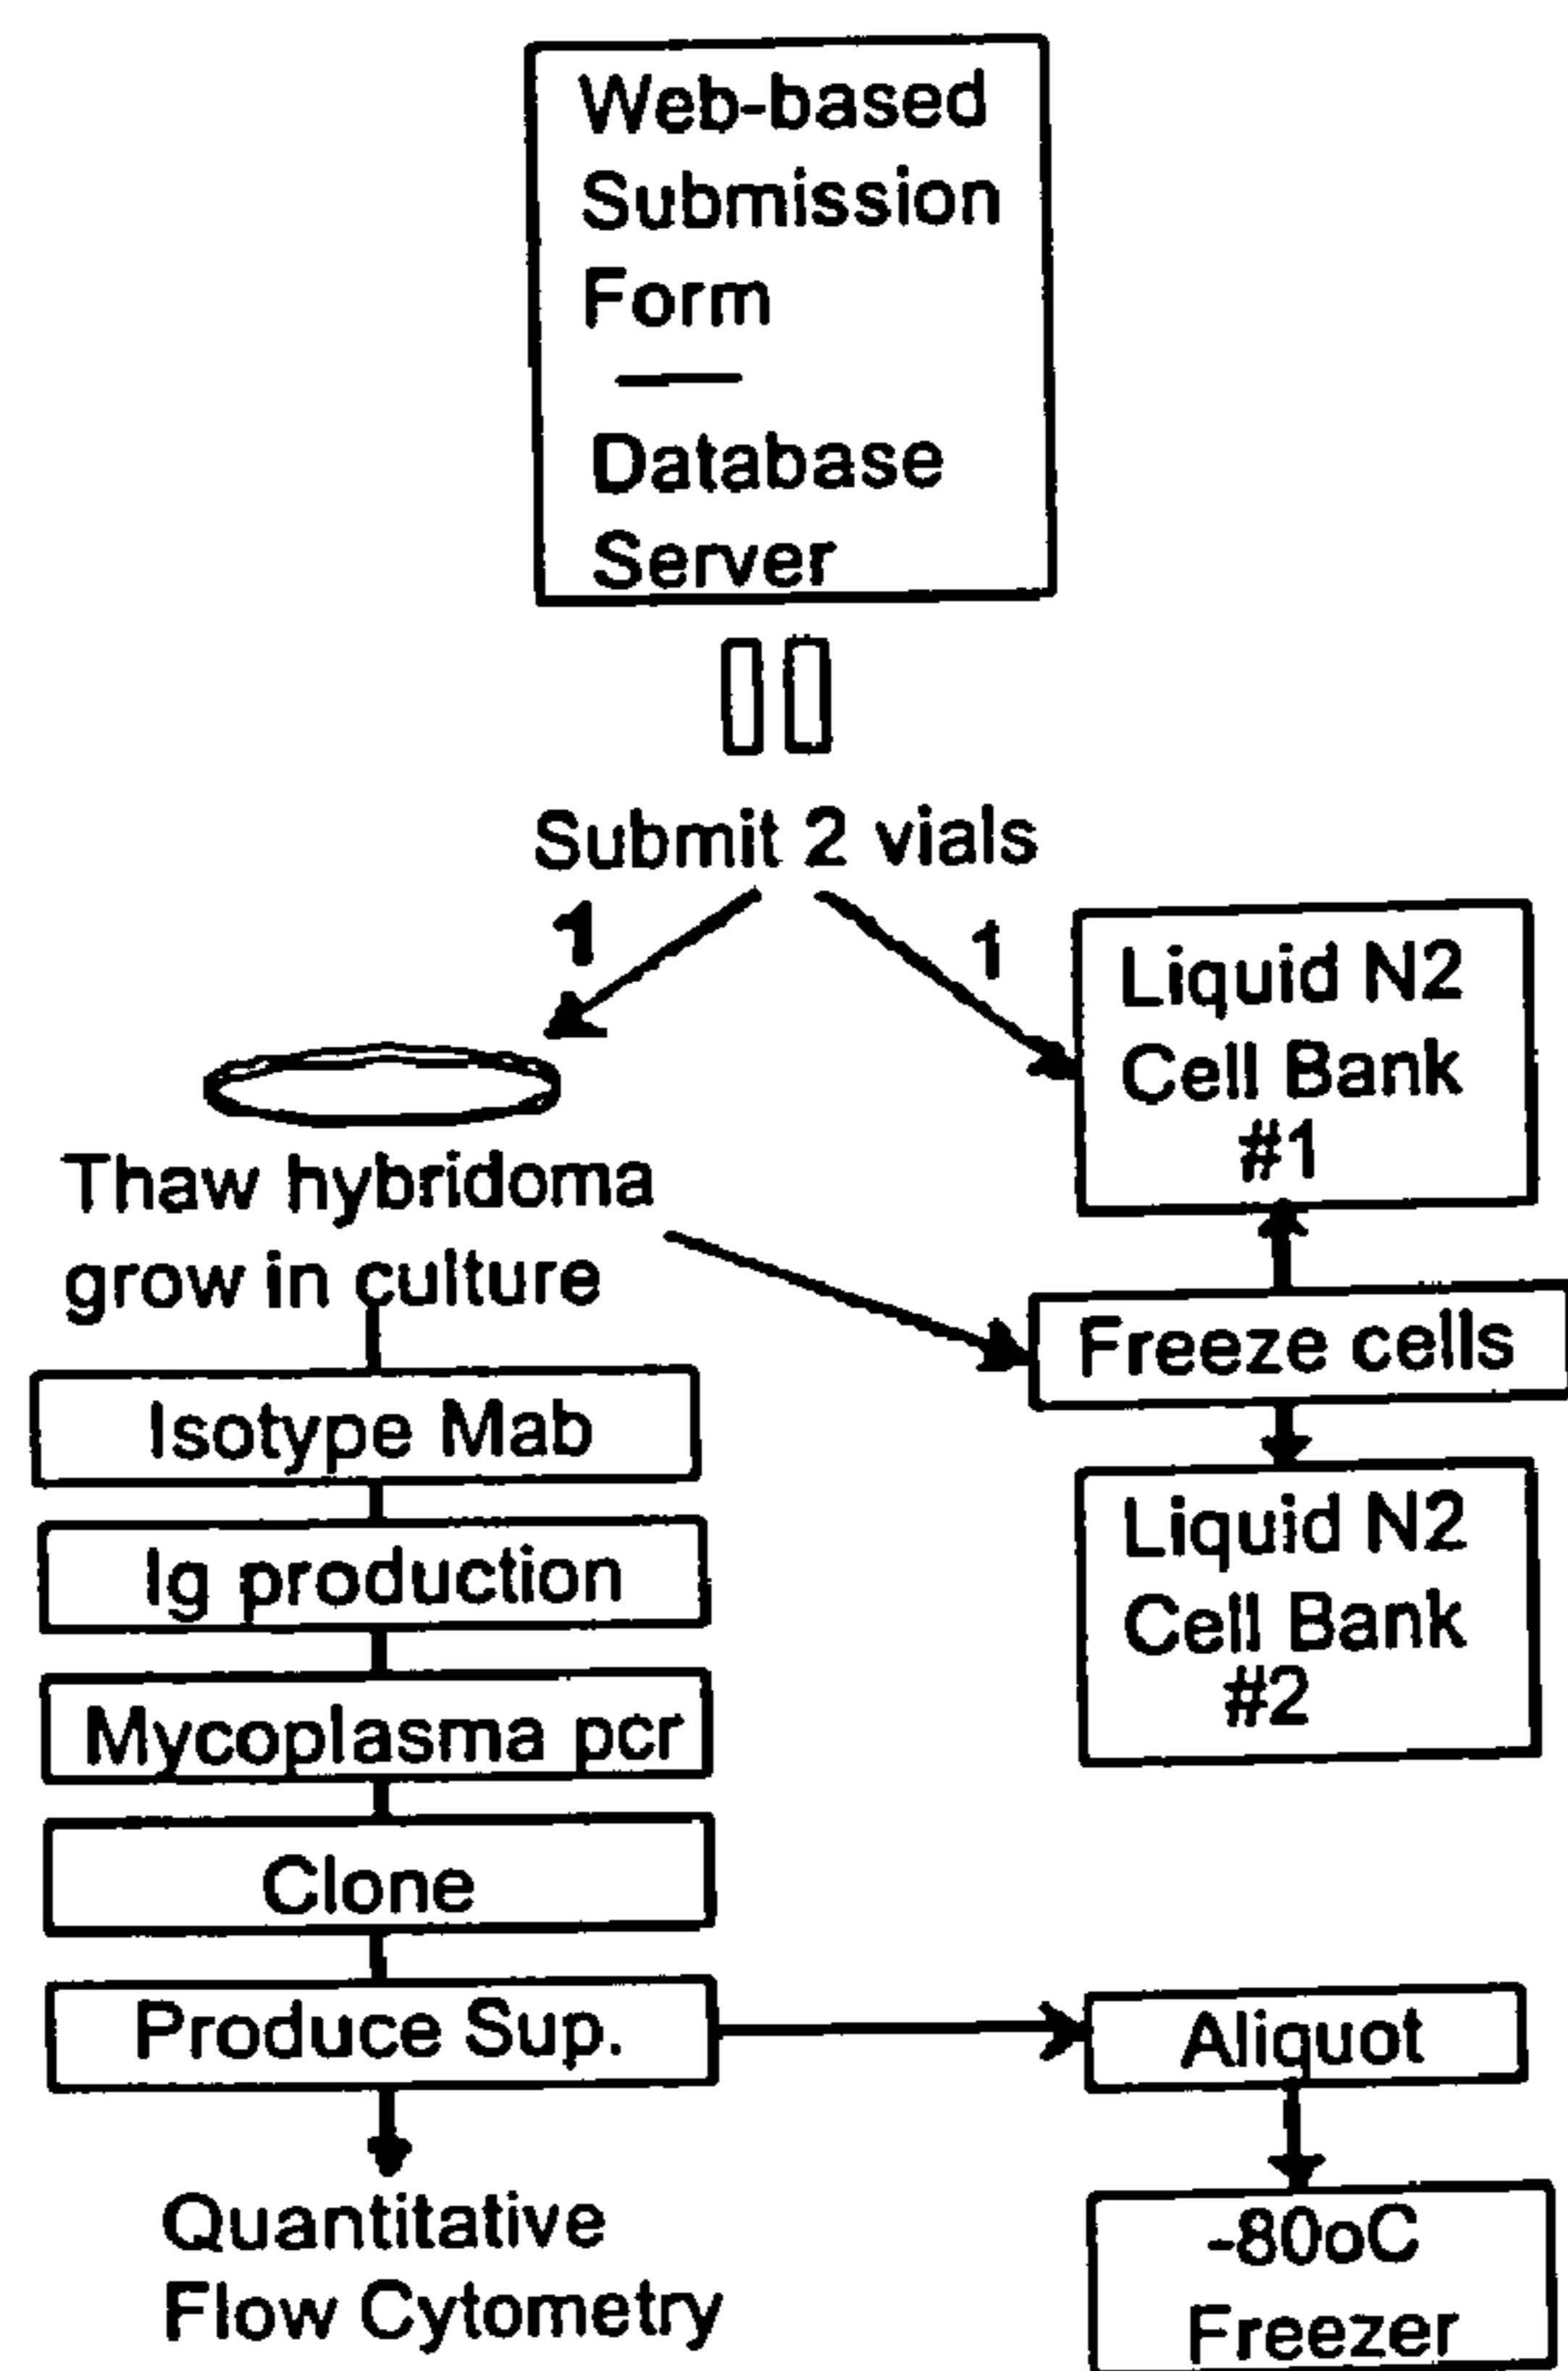 Web-based
Submission
Form
Database
Server
Submit 2 vials
1
1
Liquid N2
Cell Bank
#1
Thaw hybridoma
grow in culture
Freeze cells
Isotype Mab
Liquid N2
Cell Bank
#2
Ig production
Mycoplasma pcr
Clone
Produce Sup.
Aliquot
Quantitative
Flow Cytometry
-80oC
Freezer